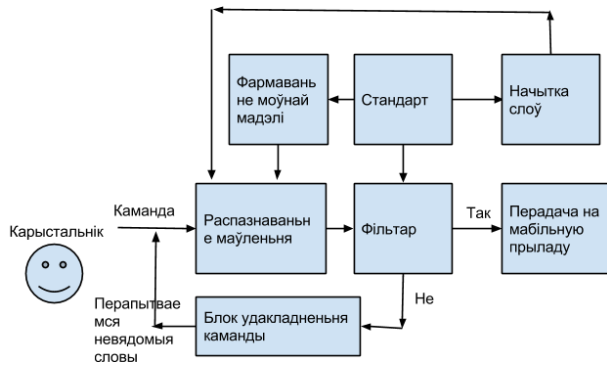 Фармавань
не моўнай
мадэлі
Стандарт
Начытка
слоў
Каманда
Карыстальнік
Распазнаваньн
е маўленьня
Фільтар
Так
Перадача на
мабільную
прыладу
Не
Перапытвае
мся
невядомыя
словы
Блок удакладненьня
каманды